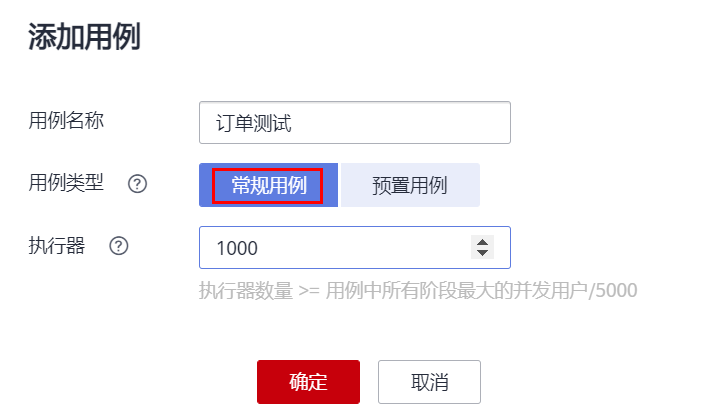 添加用例
用例名称 订单测试
用例类型 ? 常规用例 预置用例
执行器 ? 1000
执行器数量 >= 用例中所有阶段最大的并发用户/5000
确定 取消